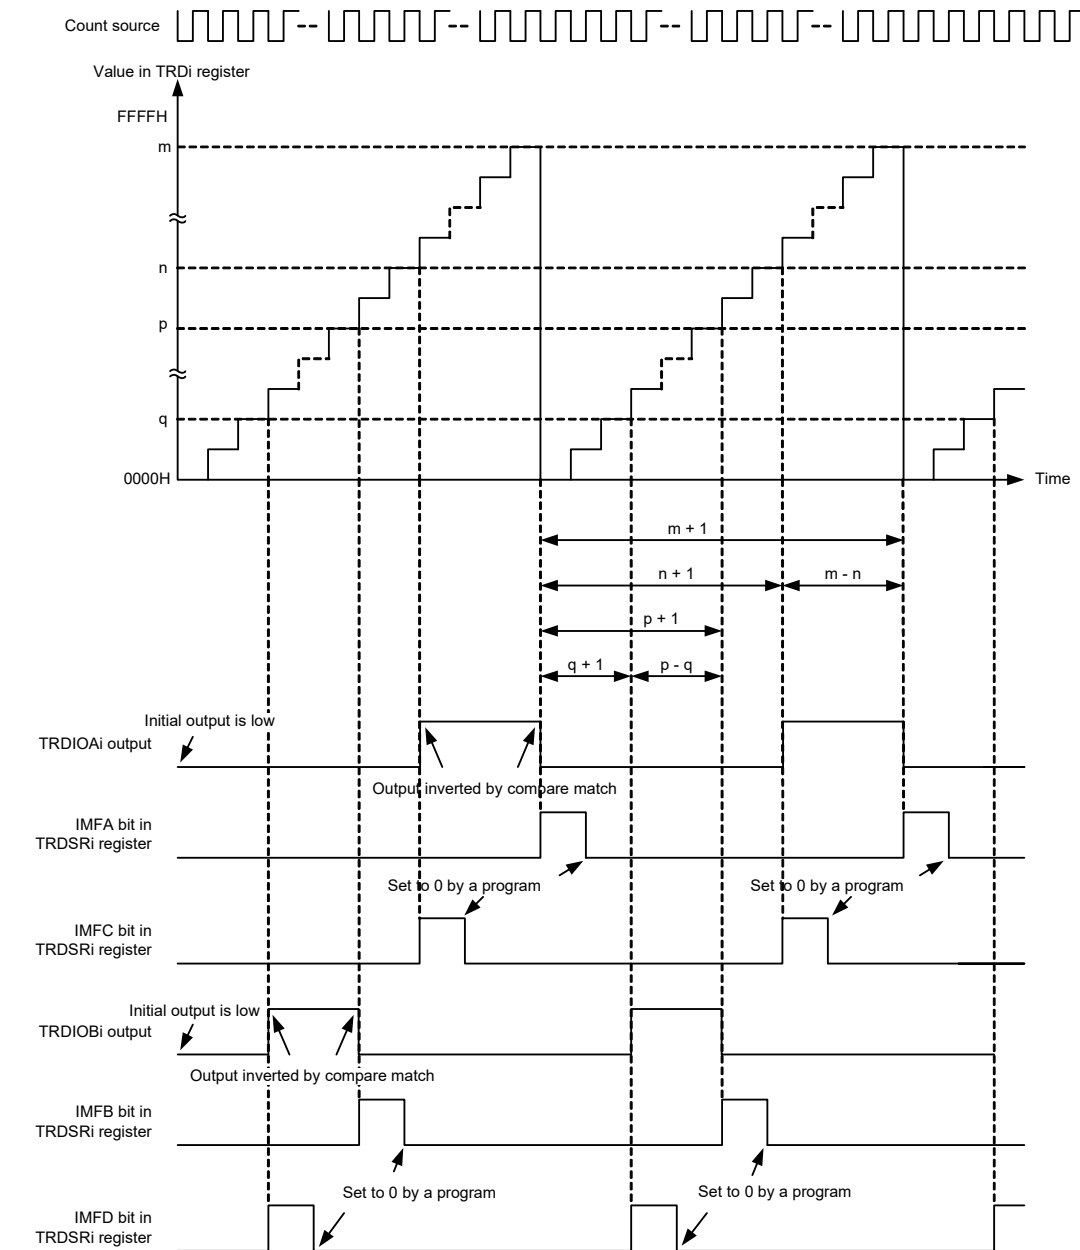 Count source
Value in TRDi register
FFFFH
m
n
p
q
0000H
Time
m + 1
n + 1
m - n
p + 1
q + 1
p - q
Initial output is low
TRDIOAi output
Output inverted by compare match
IMFA bit in
TRDSRi register
Set to 0 by a program
Set to 0 by a program
IMFC bit in
TRDSRi register
Initial output is low
TRDIOBi output
Output inverted by compare match
IMFB bit in
TRDSRi register
Set to 0 by a program
Set to 0 by a program
IMFD bit in
TRDSRi register